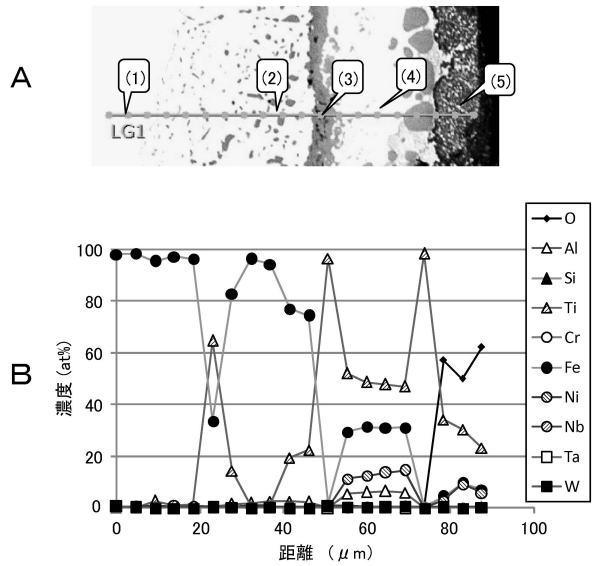 A
(1)
(2)
(3)
(4)
(5)
LG1
B
濃度(at%)
100
80
60
40
20
0
0
20
40
60
80
100
距離 (μm)
O
Al
Si
Ti
Cr
Fe
Ni
Nb
Ta
W